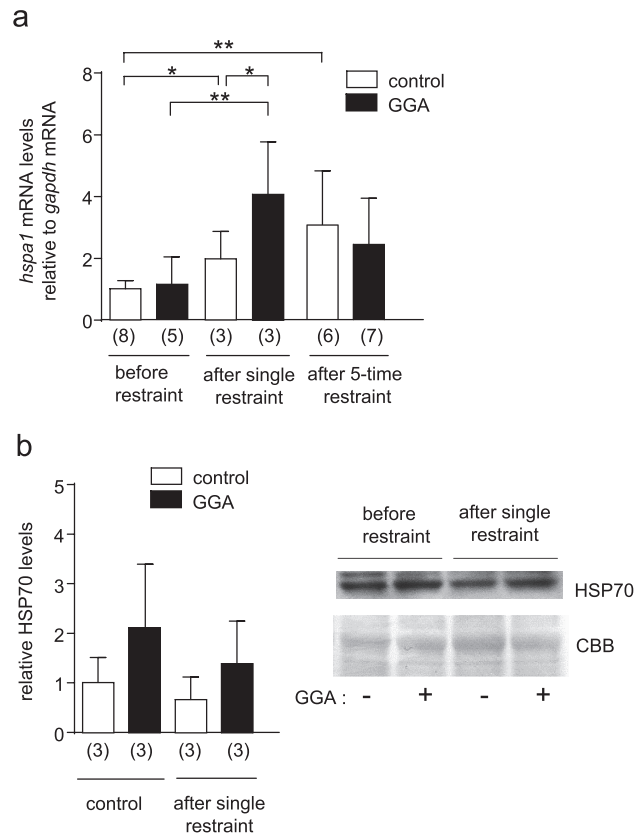 a
**
* *
**
control
GGA
hspa1 mRNA levels
relative to gapdh mRNA
8
6
4
2
0
(8) (5) (3) (3) (6) (7)
before
restraint
after single
restraint
after 5-time
restraint
b
control
GGA
relative HSP70 levels
5
4
3
2
1
0
(3) (3) (3) (3)
control
after single
restraint
before
restraint
after single
restraint
HSP70
CBB
GGA : - + - +